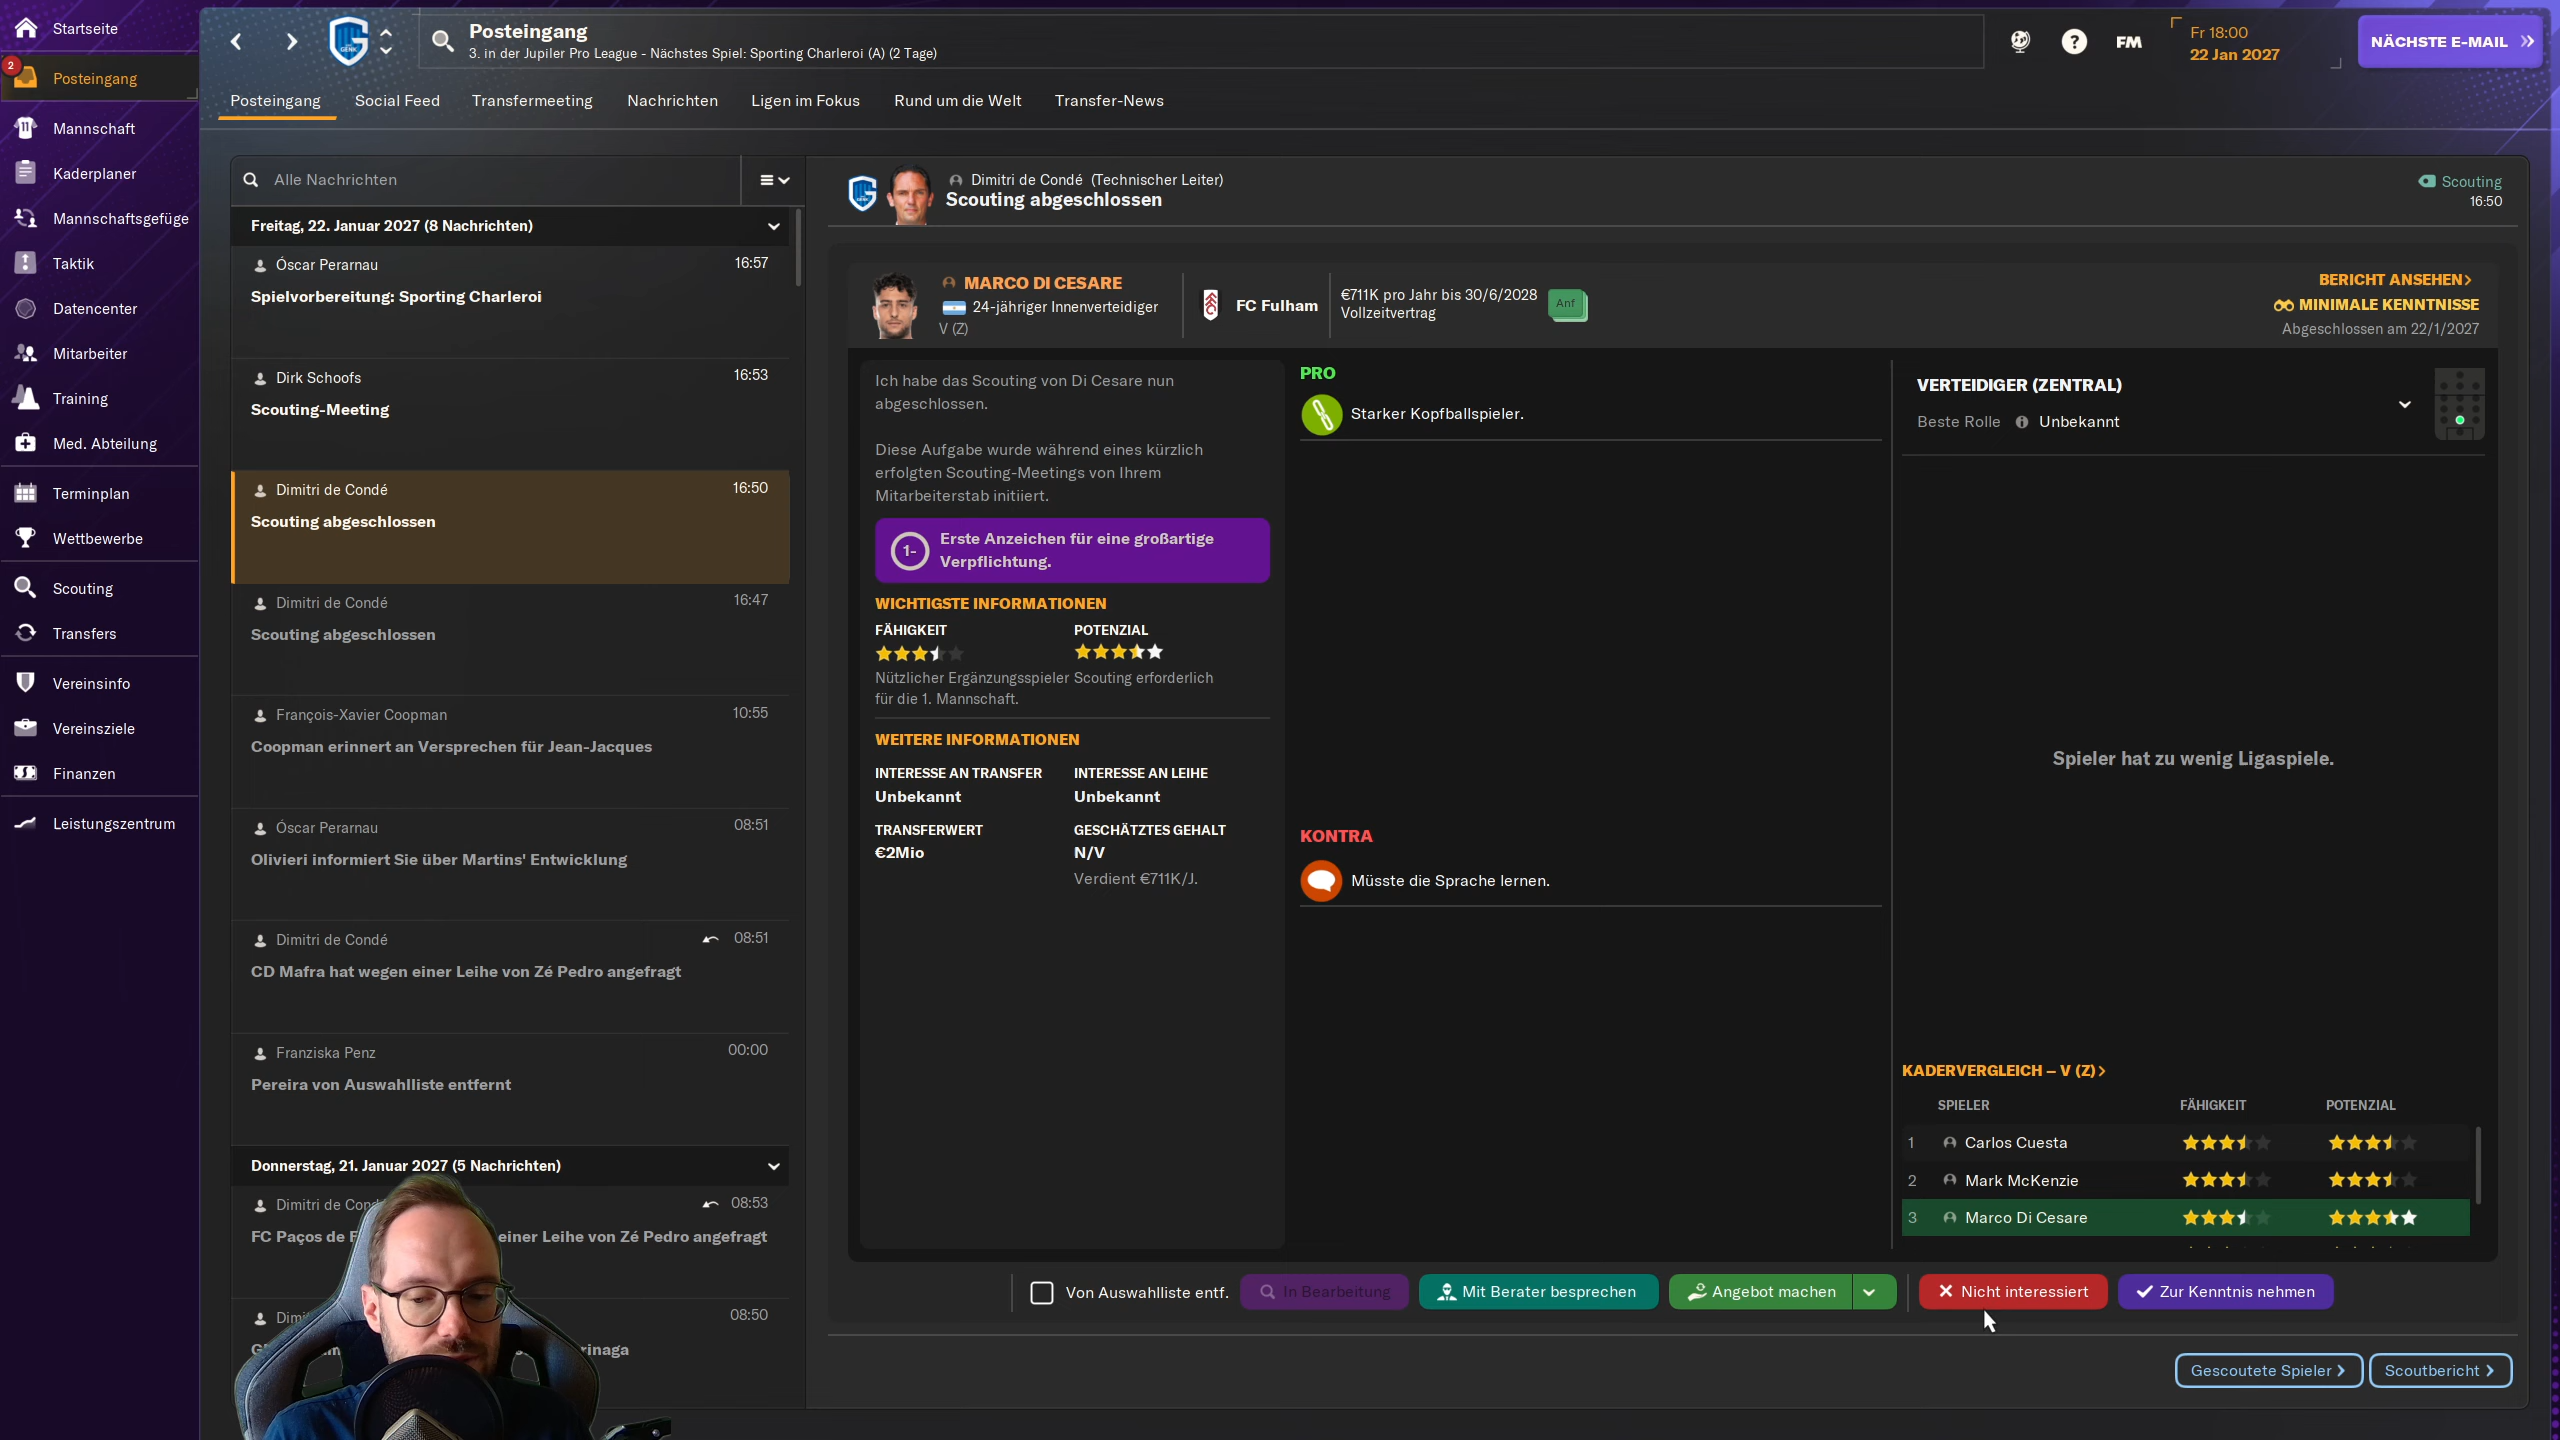 Startseite
2
Posteingang
Mannschaft
Kaderplaner
Mannschaftsgefüge
Taktik
Datencenter
Mitarbeiter
Training
Med. Abteilung
Terminplan
Wettbewerbe
Scouting
Transfers
Vereinsinfo
Vereinsziele
Finanzen
Leistungszentrum
GENK
Posteingang
3. in der Jupiler Pro League - Nächstes Spiel: Sporting Charleroi (A) (2 Tage)
FM
Fr 18:00
22 Jan 2027
NÄCHSTE E-MAIL
Posteingang Social Feed Transfermeeting Nachrichten Ligen im Fokus Rund um die Welt Transfer-News
Alle Nachrichten
Freitag, 22. Januar 2027 (8 Nachrichten)
Óscar Perarnau 16:57
Spielvorbereitung: Sporting Charleroi
Dirk Schoofs 16:53
Scouting-Meeting
Dimitri de Condé 16:50
Scouting abgeschlossen
Dimitri de Condé 16:47
Scouting abgeschlossen
François-Xavier Coopman 10:55
Coopman erinnert an Versprechen für Jean-Jacques
Óscar Perarnau 08:51
Olivieri informiert Sie über Martins' Entwicklung
Dimitri de Condé 08:51
CD Mafra hat wegen einer Leihe von Zé Pedro angefragt
Franziska Penz 00:00
Pereira von Auswahlliste entfernt
Donnerstag, 21. Januar 2027 (5 Nachrichten)
Dimitri de 08:53
FC Paços de einer Leihe von Zé Pedro angefragt
08:50
Dimitri de Condé (Technischer Leiter)
Scouting abgeschlossen
Scouting
16:50
MARCO DI CESARE
24-jähriger Innenverteidiger
V (Z)
FC Fulham
€711K pro Jahr bis 30/6/2028
Vollzeitvertrag
Anf
BERICHT ANSEHEN
MINIMALE KENNTNISSE
Abgeschlossen am 22/1/2027
Ich habe das Scouting von Di Cesare nun
abgeschlossen.
Diese Aufgabe wurde während eines kürzlich
erfolgten Scouting-Meetings von Ihrem
Mitarbeiterstab initiiert.
1-
Erste Anzeichen für eine großartige
Verpflichtung.
WICHTIGSTE INFORMATIONEN
FÄHIGKEIT POTENZIAL
Nützlicher Ergänzungsspieler Scouting erforderlich
für die 1. Mannschaft.
WEITERE INFORMATIONEN
INTERESSE AN TRANSFER INTERESSE AN LEIHE
Unbekannt Unbekannt
TRANSFERWERT GESCHÄTZTES GEHALT
€2Mio N/V
Verdient €711K/J.
PRO
Starker Kopfballspieler.
KONTRA
Müsste die Sprache lernen.
VERTEIDIGER (ZENTRAL)
Beste Rolle Unbekannt
Spieler hat zu wenig Ligaspiele.
KADERVERGLEICH – V (Z)
SPIELER FÄHIGKEIT POTENZIAL
1 Carlos Cuesta
2 Mark McKenzie
3 Marco Di Cesare
Von Auswahlliste entf.
In Bearbeitung
Mit Berater besprechen
Angebot machen
Nicht interessiert
Zur Kenntnis nehmen
Gescoutete Spieler
Scoutbericht